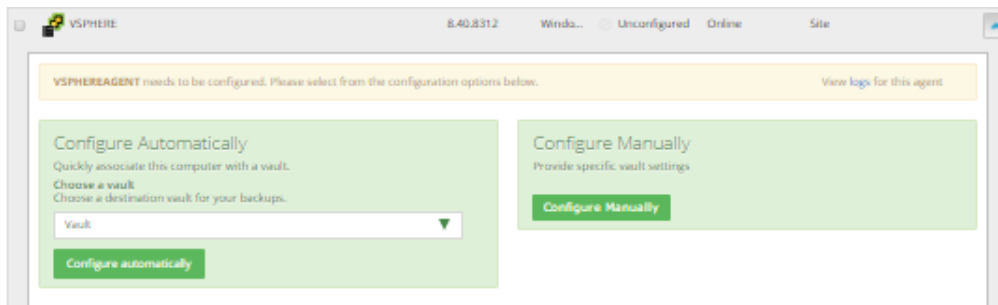 VSPHERE 8.40.8312 Windo... Unconfigured Online Site
VSPHEREAGENT needs to be configured. Please select from the configuration options below. View logs for this agent
Configure Automatically
Quickly associate this computer with a vault.
Choose a vault
Choose a destination vault for your backups.
Vault
Configure automatically
Configure Manually
Provide specific vault settings
Configure Manually